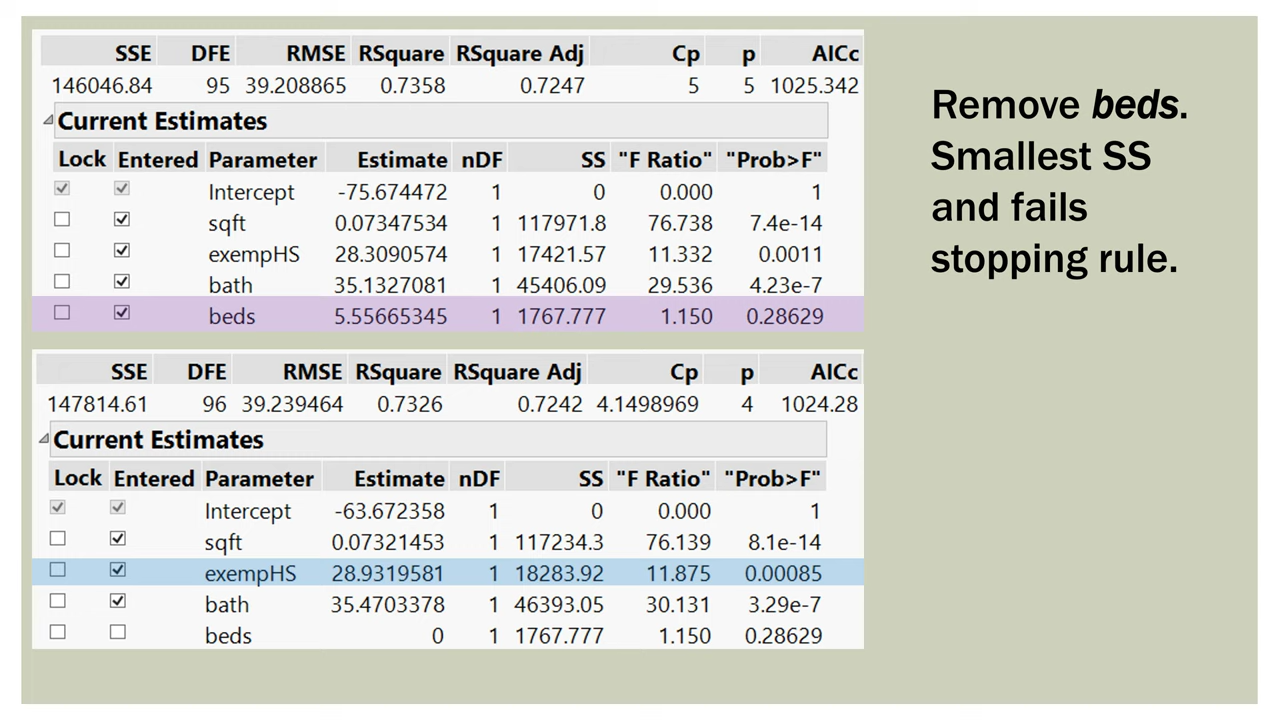 SSE DFE RMSE RSquare RSquare Adj Cp p AICc
146046.84 95 39.208865 0.7358 0.7247 5 5 1025.342
Current Estimates
Lock Entered Parameter Estimate nDF SS "F Ratio" "Prob>F"
Intercept -75.674472 1 0 0.000 1
sqft 0.07347534 1 117971.8 76.738 7.4e-14
exempHS 28.3090574 1 17421.57 11.332 0.0011
bath 35.1327081 1 45406.09 29.536 4.23e-7
beds 5.55665345 1 1767.777 1.150 0.28629
SSE DFE RMSE RSquare RSquare Adj Cp p AICc
147814.61 96 39.239464 0.7326 0.7242 4.1498969 4 1024.28
Current Estimates
Lock Entered Parameter Estimate nDF SS "F Ratio" "Prob>F"
Intercept -63.672358 1 0 0.000 1
sqft 0.07321453 1 117234.3 76.139 8.1e-14
exempHS 28.9319581 1 18283.92 11.875 0.00085
bath 35.4703378 1 46393.05 30.131 3.29e-7
beds 0 1 1767.777 1.150 0.28629
Remove beds.
Smallest SS
and fails
stopping rule.